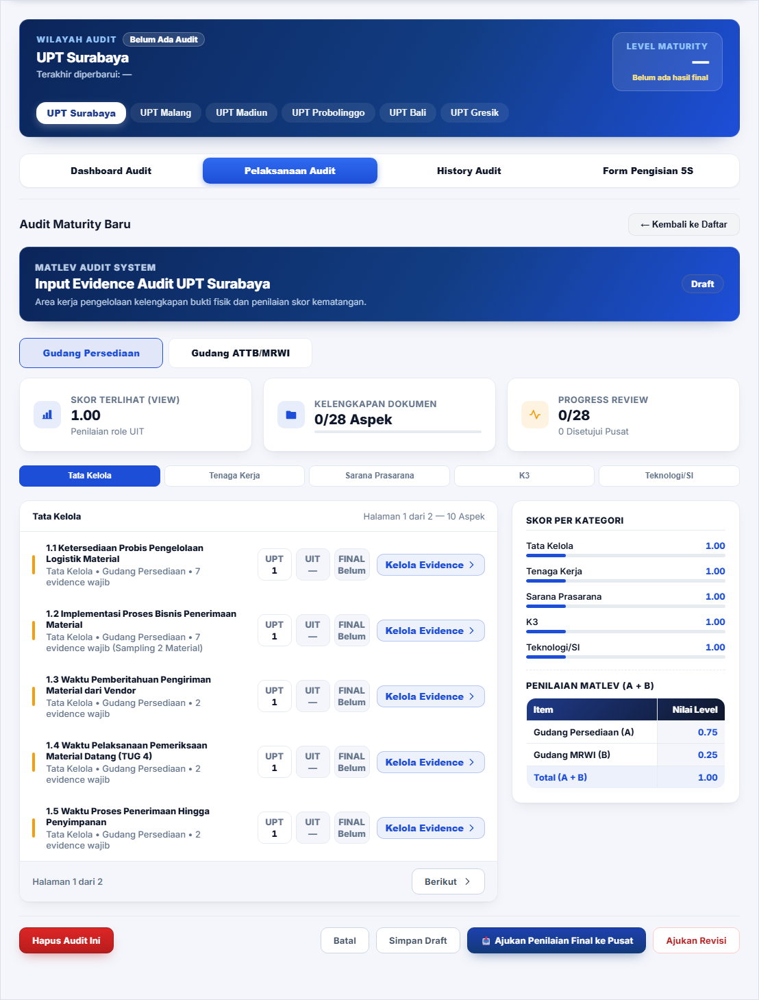 WILAYAH AUDIT Belum Ada Audit
UPT Surabaya
Terakhir diperbarui: —
LEVEL MATURITY
—
Belum ada hasil final
UPT Surabaya UPT Malang UPT Madiun UPT Probolinggo UPT Bali UPT Gresik
Dashboard Audit Pelaksanaan Audit History Audit Form Pengisian 5S
Audit Maturity Baru
← Kembali ke Daftar
MATLEV AUDIT SYSTEM
Input Evidence Audit UPT Surabaya
Area kerja pengelolaan kelengkapan bukti fisik dan penilaian skor kematangan.
Draft
Gudang Persediaan Gudang ATTB/MRWI
SKOR TERLIHAT (VIEW)
1.00
Penilaian role UIT
KELENGKAPAN DOKUMEN
0/28 Aspek
PROGRESS REVIEW
0/28
0 Disetujui Pusat
Tata Kelola Tenaga Kerja Sarana Prasarana K3 Teknologi/SI
Tata Kelola
Halaman 1 dari 2 — 10 Aspek
1.1 Ketersediaan Probis Pengelolaan
Logistik Material
Tata Kelola • Gudang Persediaan • 7
evidence wajib
UPT UIT FINAL
1 — Belum
Kelola Evidence >
1.2 Implementasi Proses Bisnis Penerimaan
Material
Tata Kelola • Gudang Persediaan • 7
evidence wajib (Sampling 2 Material)
UPT UIT FINAL
1 — Belum
Kelola Evidence >
1.3 Waktu Pemberitahuan Pengiriman
Material dari Vendor
Tata Kelola • Gudang Persediaan • 2
evidence wajib
UPT UIT FINAL
1 — Belum
Kelola Evidence >
1.4 Waktu Pelaksanaan Pemeriksaan
Material Datang (TUG 4)
Tata Kelola • Gudang Persediaan • 2
evidence wajib
UPT UIT FINAL
1 — Belum
Kelola Evidence >
1.5 Waktu Proses Penerimaan Hingga
Penyimpanan
Tata Kelola • Gudang Persediaan • 2
evidence wajib
UPT UIT FINAL
1 — Belum
Kelola Evidence >
Halaman 1 dari 2
Berikut >
SKOR PER KATEGORI
Tata Kelola 1.00
Tenaga Kerja 1.00
Sarana Prasarana 1.00
K3 1.00
Teknologi/SI 1.00
PENILAIAN MATLEV (A + B)
Item Nilai Level
Gudang Persediaan (A) 0.75
Gudang MRWI (B) 0.25
Total (A + B) 1.00
Hapus Audit Ini
Batal Simpan Draft Ajukan Penilaian Final ke Pusat Ajukan Revisi